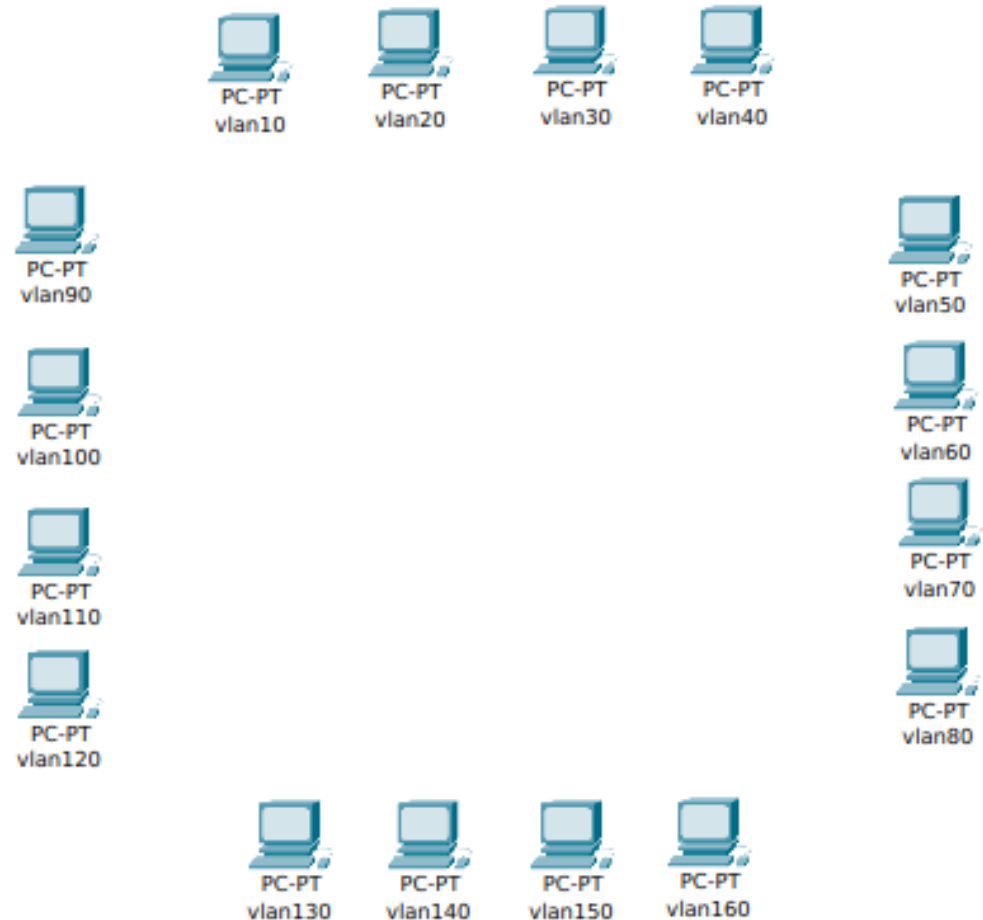 PC-PT
vlan10
PC-PT
vlan20
PC-PT
vlan30
PC-PT
vlan40
PC-PT
vlan90
PC-PT
vlan50
PC-PT
vlan100
PC-PT
vlan60
PC-PT
vlan110
PC-PT
vlan70
PC-PT
vlan120
PC-PT
vlan80
PC-PT
vlan130
PC-PT
vlan140
PC-PT
vlan150
PC-PT
vlan160